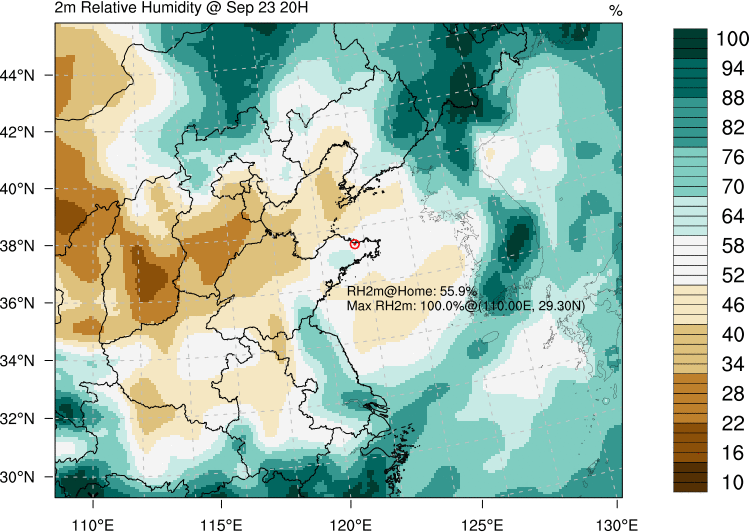 2m Relative Humidity @ Sep 23 20H
%
44°N
42°N
40°N
38°N
36°N
34°N
32°N
30°N
RH2m@Home: 55.9%
Max RH2m: 100.0%@(110.00E, 29.30N)
110°E
115°E
120°E
125°E
130°E
100
94
88
82
76
70
64
58
52
46
40
34
28
22
16
10